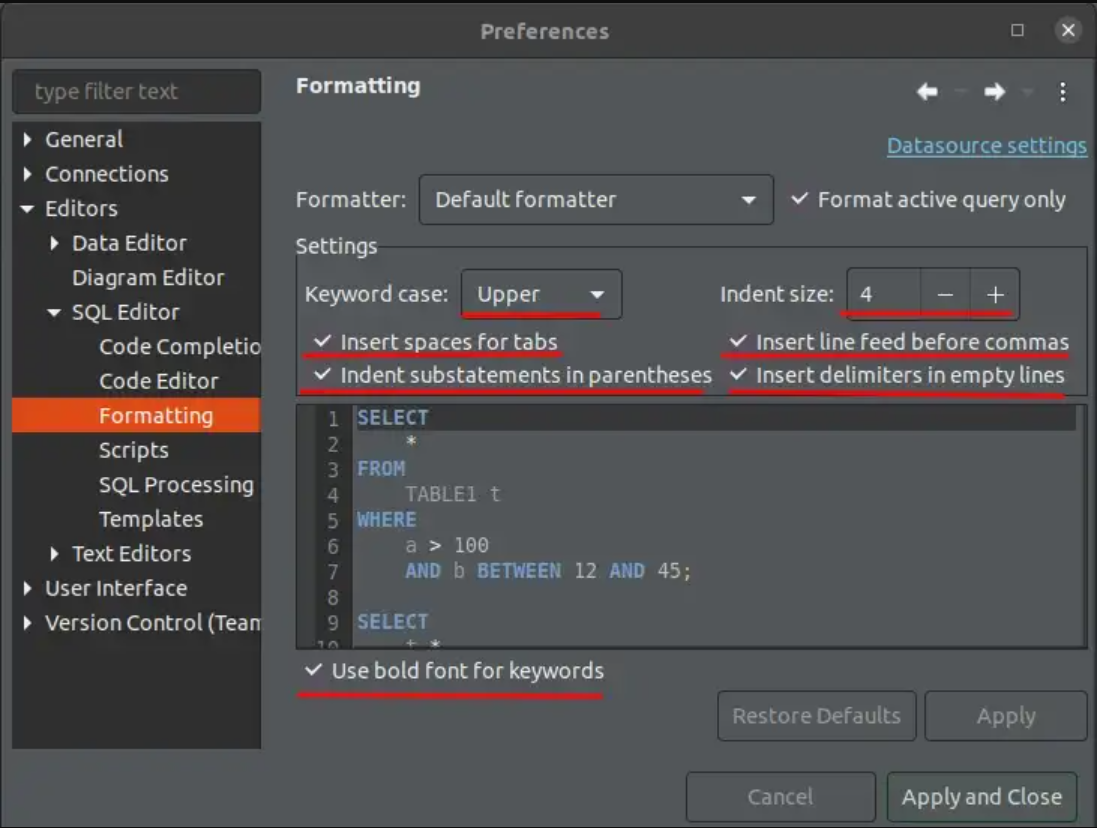 Preferences
type filter text
General
Connections
Editors
Data Editor
Diagram Editor
SQL Editor
Code Completio
Code Editor
Formatting
Scripts
SQL Processing
Templates
Text Editors
User Interface
Version Control (Team
Formatting
Datasource settings
Formatter: Default formatter Format active query only
Settings
Keyword case: Upper Indent size: 4 − +
Insert spaces for tabs Insert line feed before commas
Indent substatements in parentheses Insert delimiters in empty lines
1 SELECT
2 *
3 FROM
4 TABLE1 t
5 WHERE
6 a > 100
7 AND b BETWEEN 12 AND 45;
8
9 SELECT
10 t.*
Use bold font for keywords
Restore Defaults Apply
Cancel Apply and Close